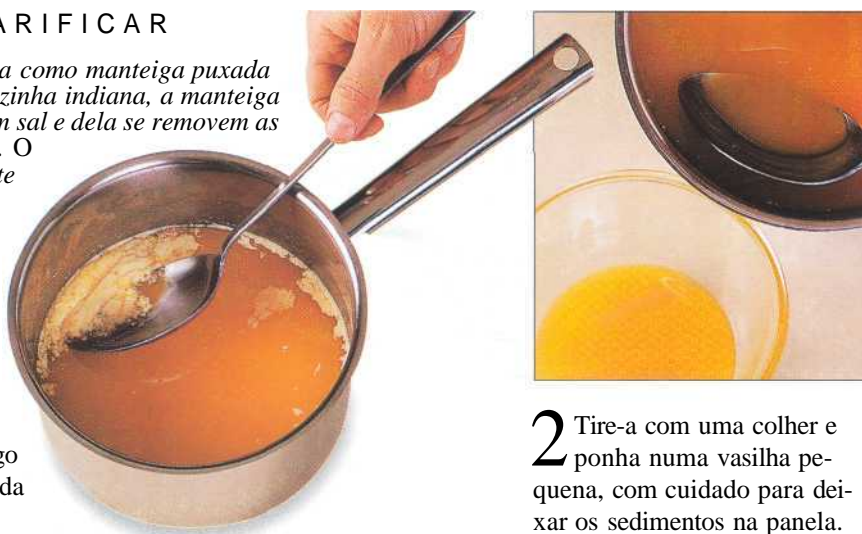 ARIFICAR
a como manteiga puxada
zinha indiana, a manteiga
m sal e dela se removem as
. O
te
go
da
2 Tire-a com uma colher e
ponha numa vasilha pe-
quena, com cuidado para dei-
xar os sedimentos na panela.